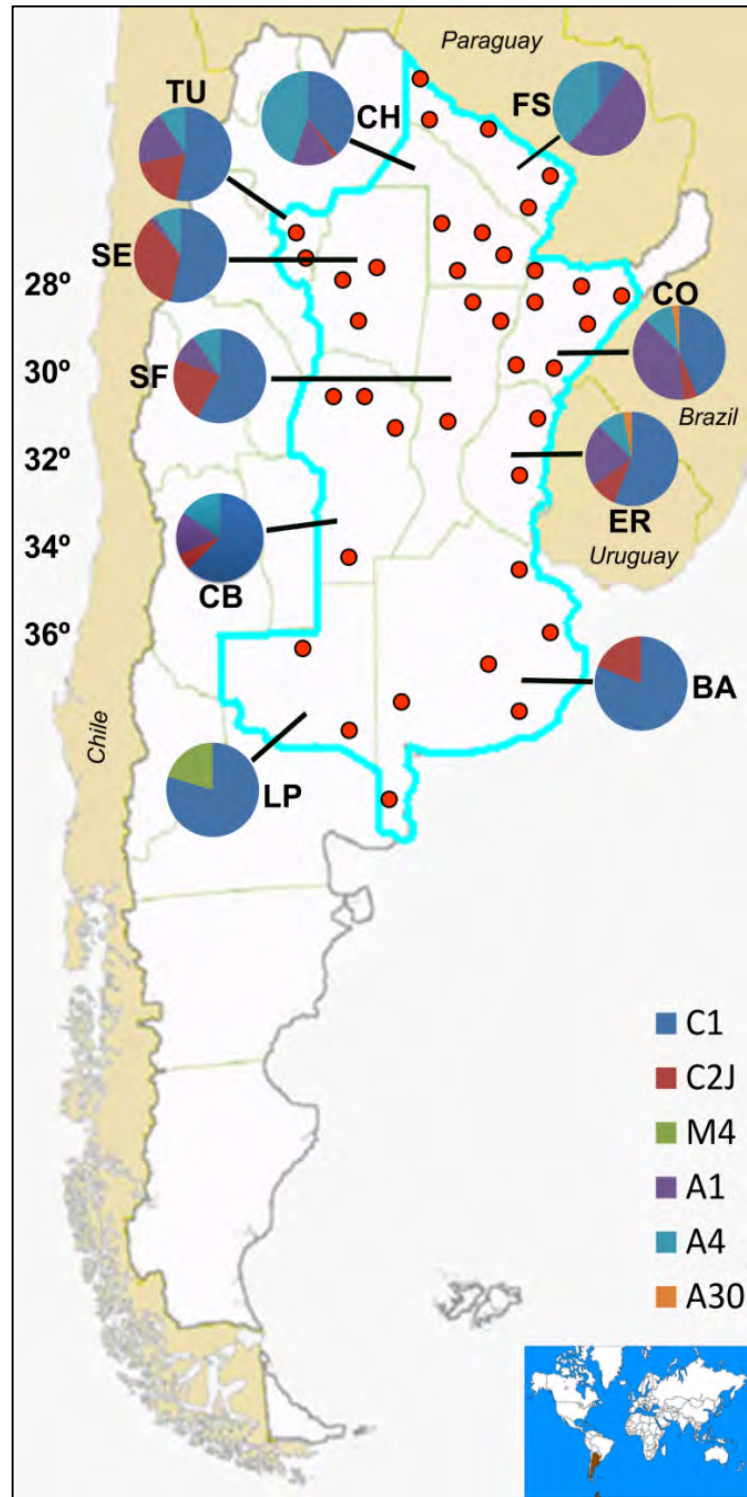 Paraguay
TU
CH
FS
SE
28º
CO
30º
SF
Brazil
32º
ER
34º
Uruguay
CB
36º
BA
Chile
LP
C1
C2J
M4
A1
A4
A30